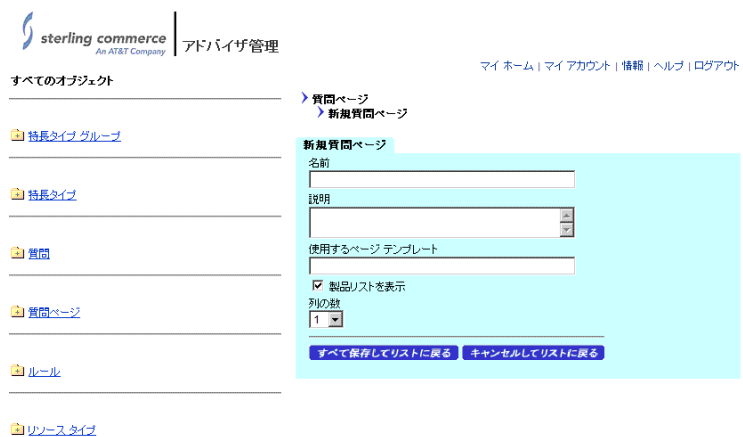 sterling commerce
An AT&T Company
アドバイザ管理
マイ ホーム | マイ アカウント | 情報 | ヘルプ | ログアウト
すべてのオブジェクト
特長タイプ グループ
特長タイプ
質問
質問ページ
ルール
リソース タイプ
質問ページ
新規質問ページ
新規質問ページ
名前
説明
使用するページ テンプレート
製品リストを表示
列の数
1
すべて保存してリストに戻る キャンセルしてリストに戻る